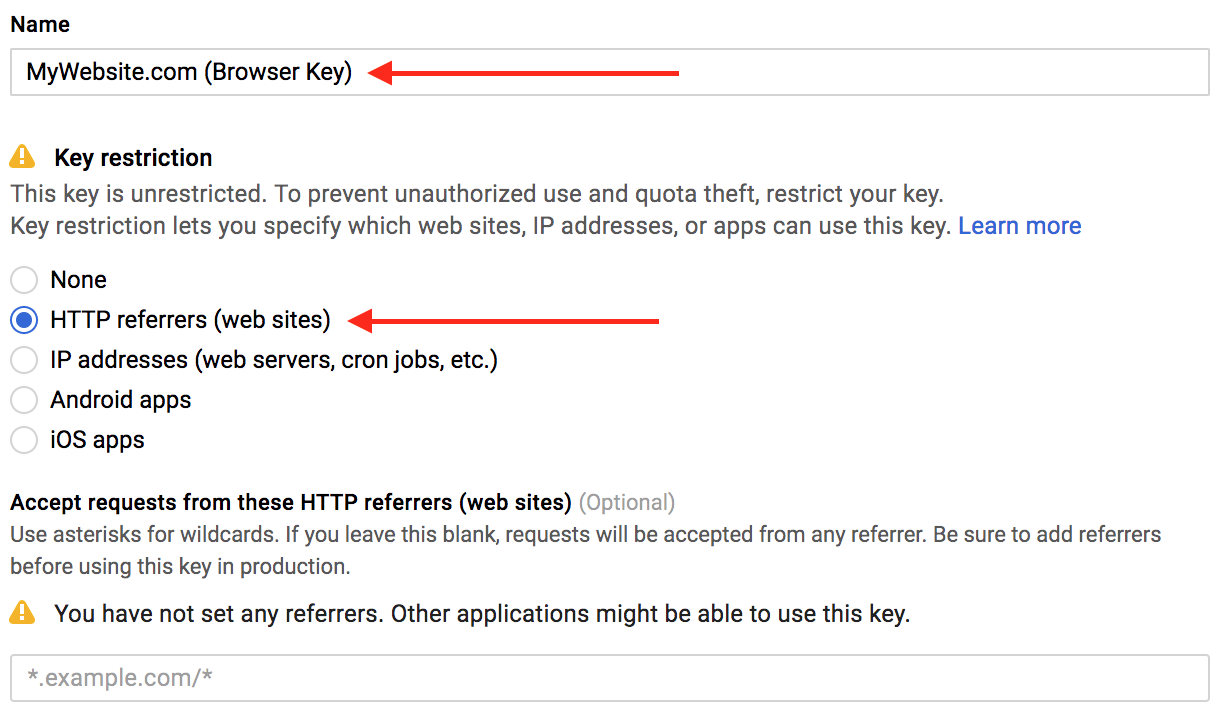 Name
MyWebsite.com (Browser Key)
Key restriction
This key is unrestricted. To prevent unauthorized use and quota theft, restrict your key.
Key restriction lets you specify which web sites, IP addresses, or apps can use this key. Learn more
None
HTTP referrers (web sites)
IP addresses (web servers, cron jobs, etc.)
Android apps
iOS apps
Accept requests from these HTTP referrers (web sites) (Optional)
Use asterisks for wildcards. If you leave this blank, requests will be accepted from any referrer. Be sure to add referrers
before using this key in production.
You have not set any referrers. Other applications might be able to use this key.
*.example.com/*